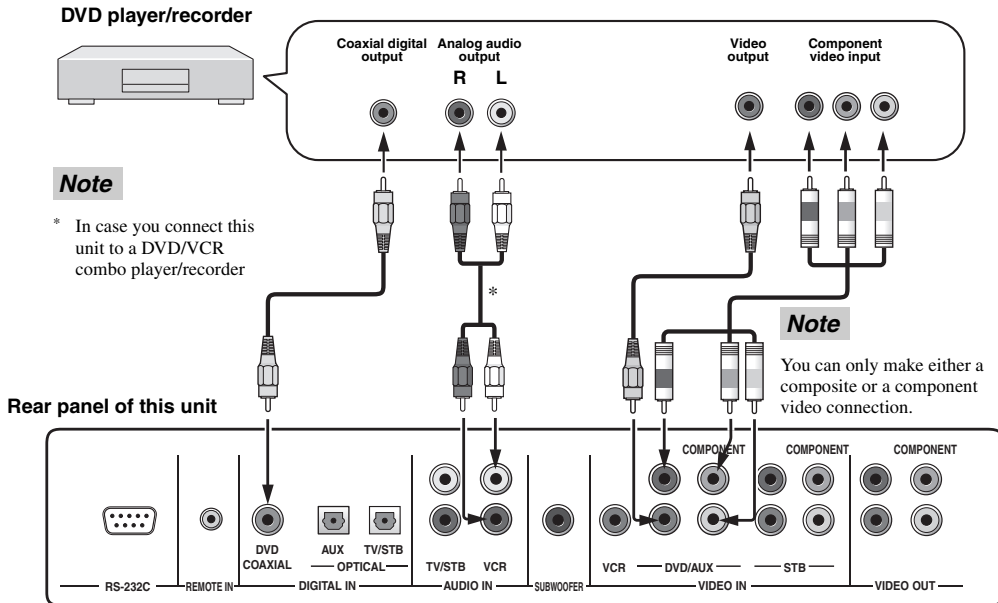 DVD player/recorder
Coaxial digital output
Analog audio output
R L
Video output
Component video input
Note
* In case you connect this
unit to a DVD/VCR
combo player/recorder
*
Note
You can only make either a
composite or a component
video connection.
Rear panel of this unit
COMPONENT COMPONENT COMPONENT
DVD COAXIAL
AUX TV/STB
OPTICAL
TV/STB VCR
VCR DVD/AUX STB
RS-232C REMOTE IN DIGITAL IN AUDIO IN SUBWOOFER VIDEO IN VIDEO OUT